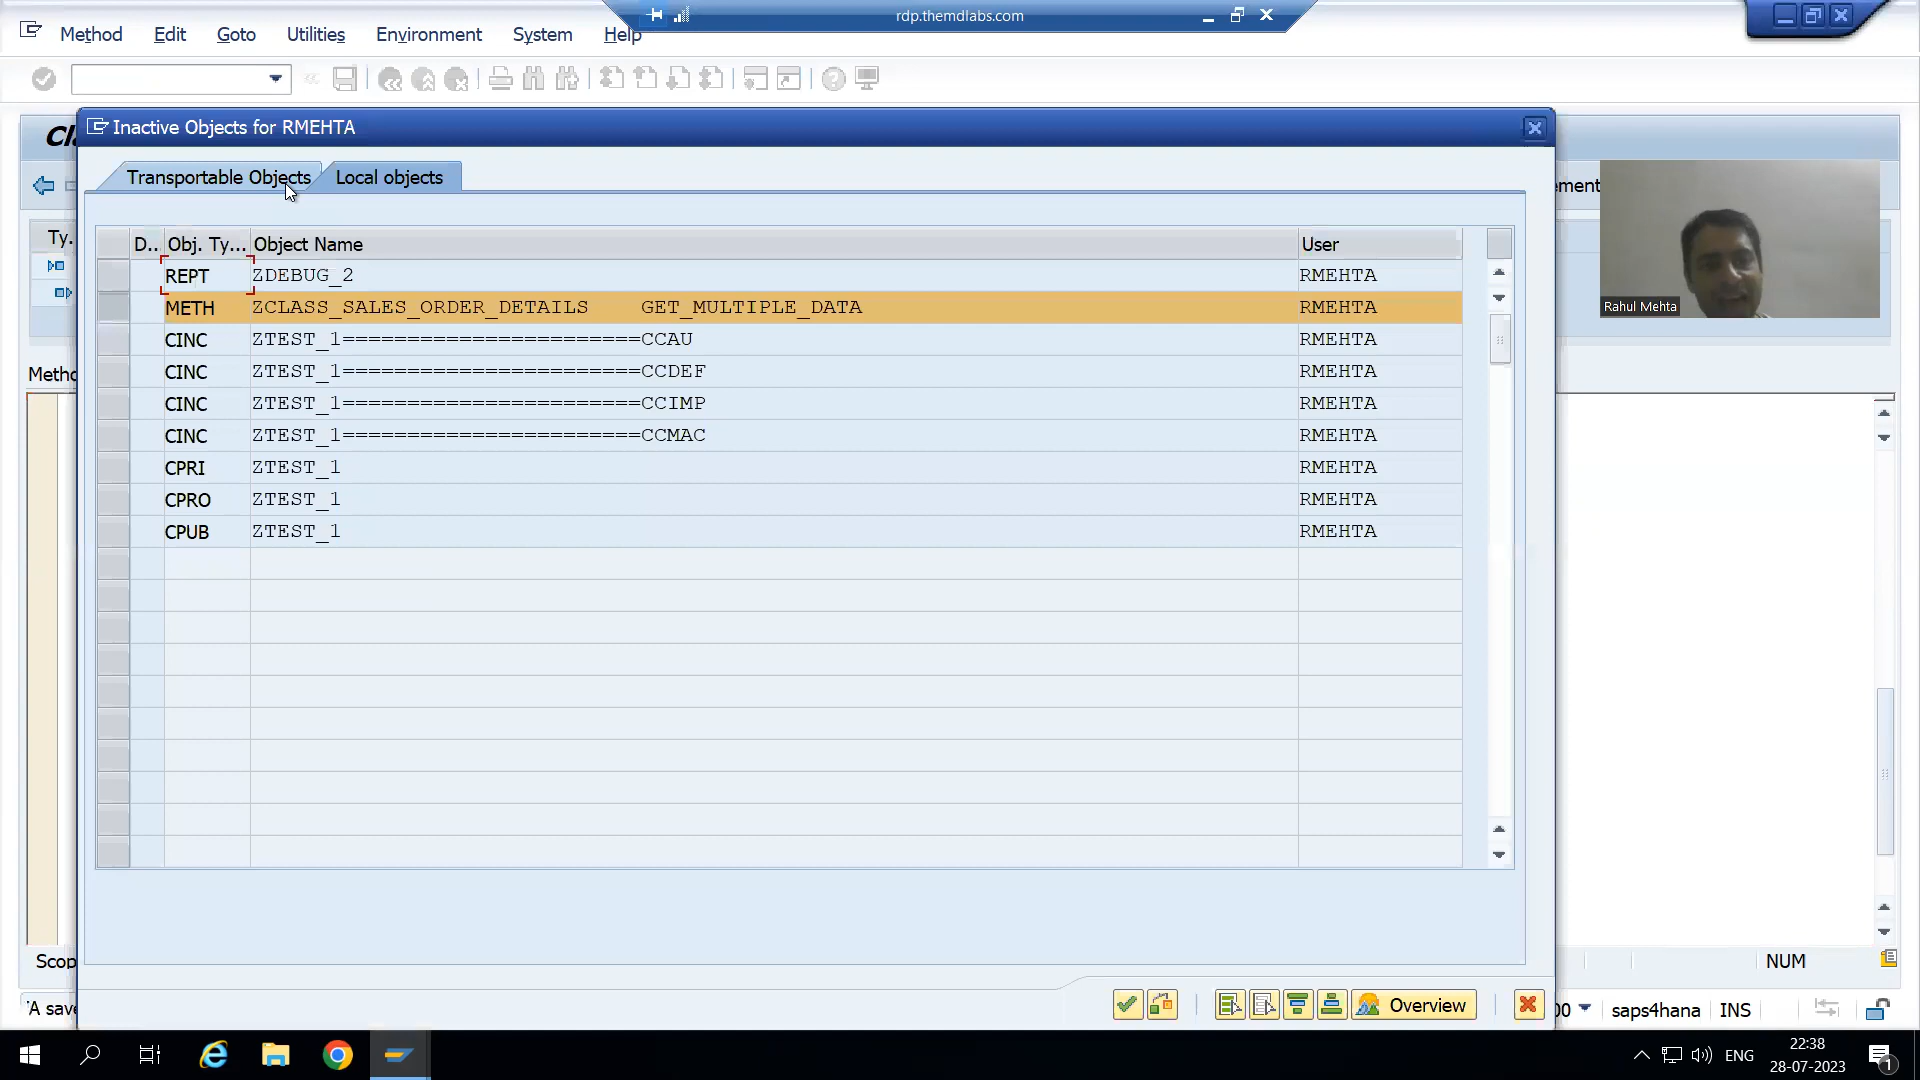 rdp.themdlabs.com
Method Edit Goto Utilities Environment System Help
Inactive Objects for RMEHTA
Transportable Objects Local objects
Ty.
ement
D.. Obj. Ty... Object Name User
REPT ZDEBUG_2 RMEHTA
METH ZCLASS_SALES_ORDER_DETAILS GET_MULTIPLE_DATA RMEHTA
CINC ZTEST_1=======================CCAU RMEHTA
CINC ZTEST_1=======================CCDEF RMEHTA
CINC ZTEST_1=======================CCIMP RMEHTA
CINC ZTEST_1=======================CCMAC RMEHTA
CPRI ZTEST_1 RMEHTA
CPRO ZTEST_1 RMEHTA
CPUB ZTEST_1 RMEHTA
Rahul Mehta
Metho
Scop
NUM
Overview
'A save
00 saps4hana INS
ENG
22:38
28-07-2023
1